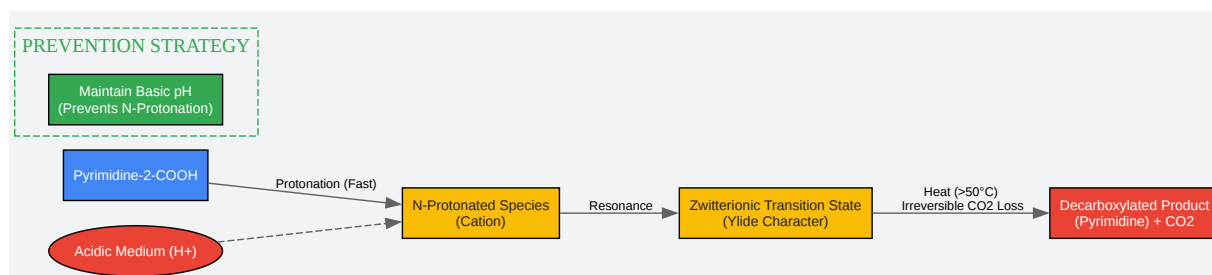 PREVENTION STRATEGY
Maintain Basic pH
(Prevents N-Protonation)
Pyrimidine-2-COOH
Acidic Medium (H+)
Protonation (Fast)
N-Protonated Species
(Cation)
Resonance
Zwitterionic Transition State
(Ylide Character)
Heat (>50°C)
Irreversible CO2 Loss
Decarboxylated Product
(Pyrimidine) + CO2